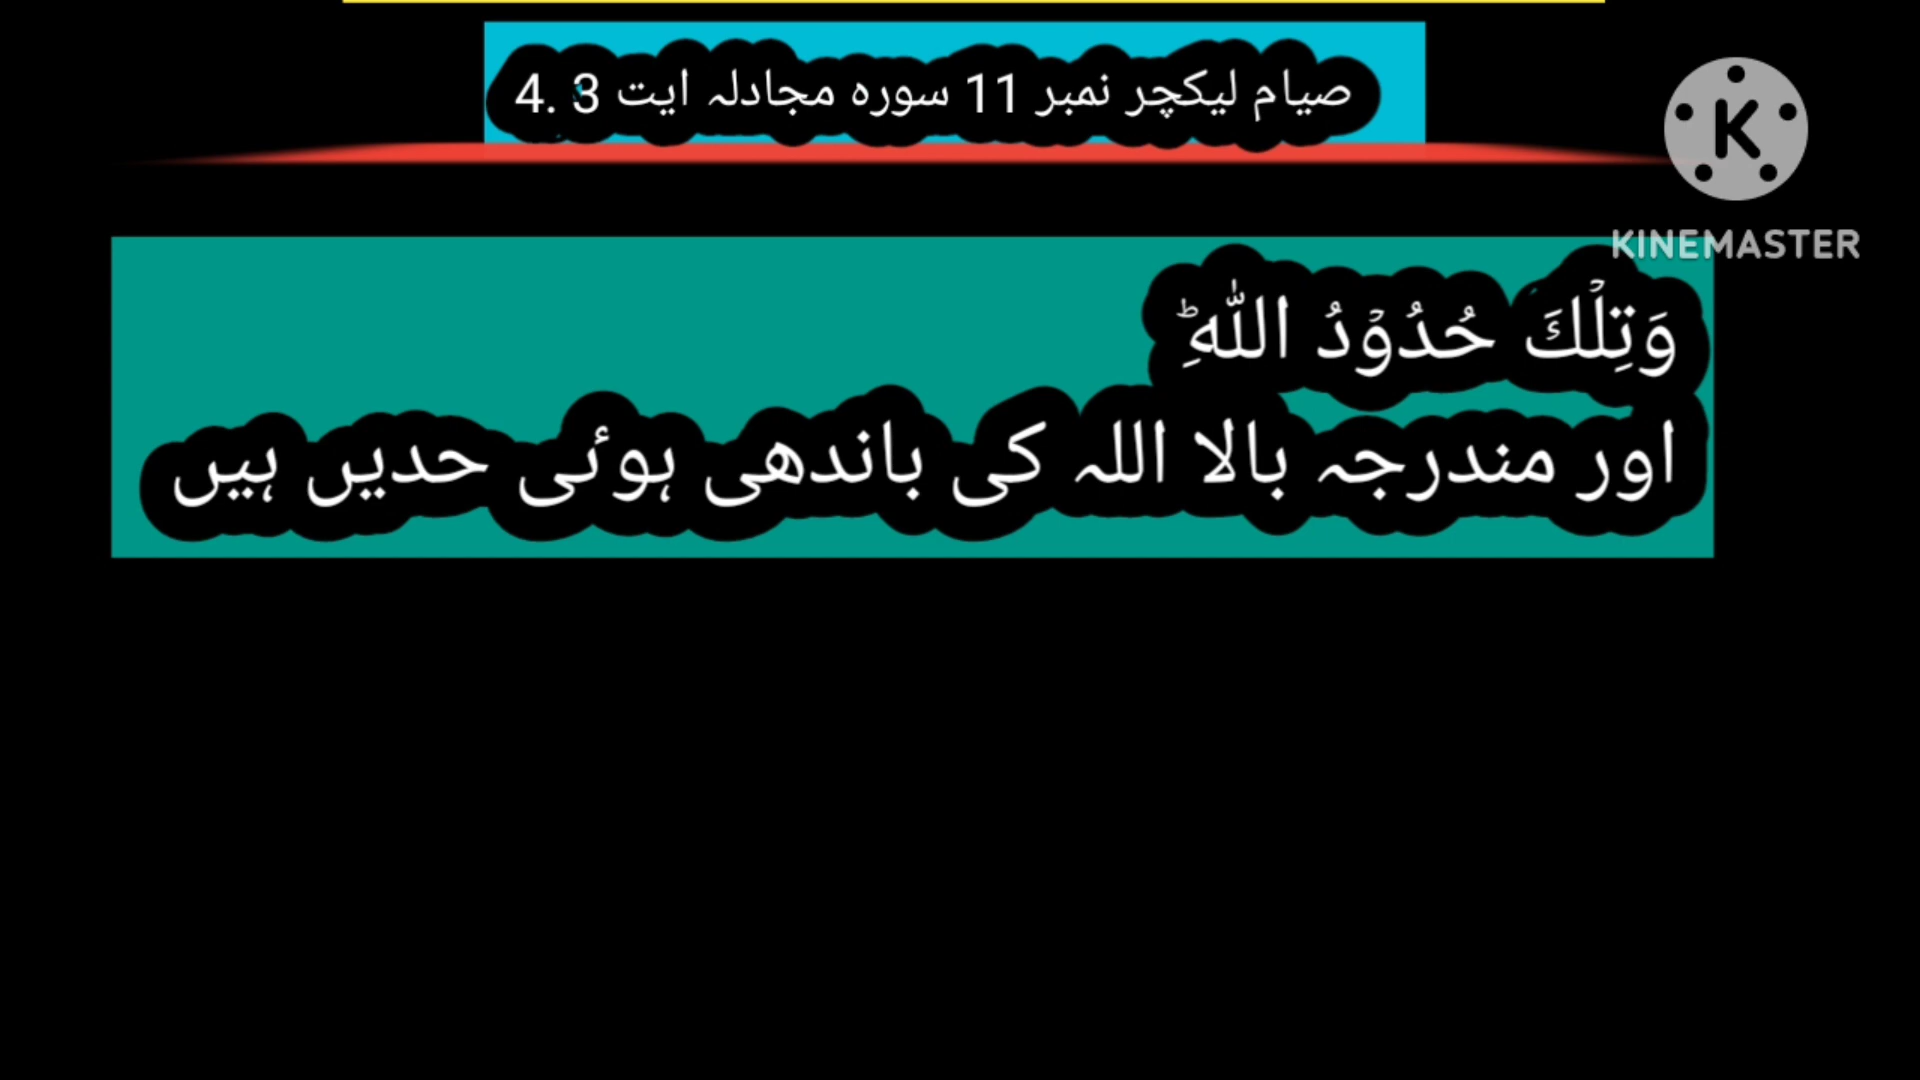 صیام لیکچر نمبر 11 سورہ مجادلہ ایت 3 .4
KINEMASTER
وَتِلۡكَ حُدُوۡدُ اللّٰهِؕ
اور مندرجہ بالا اللہ کی باندھی ہوئی حدیں ہیں